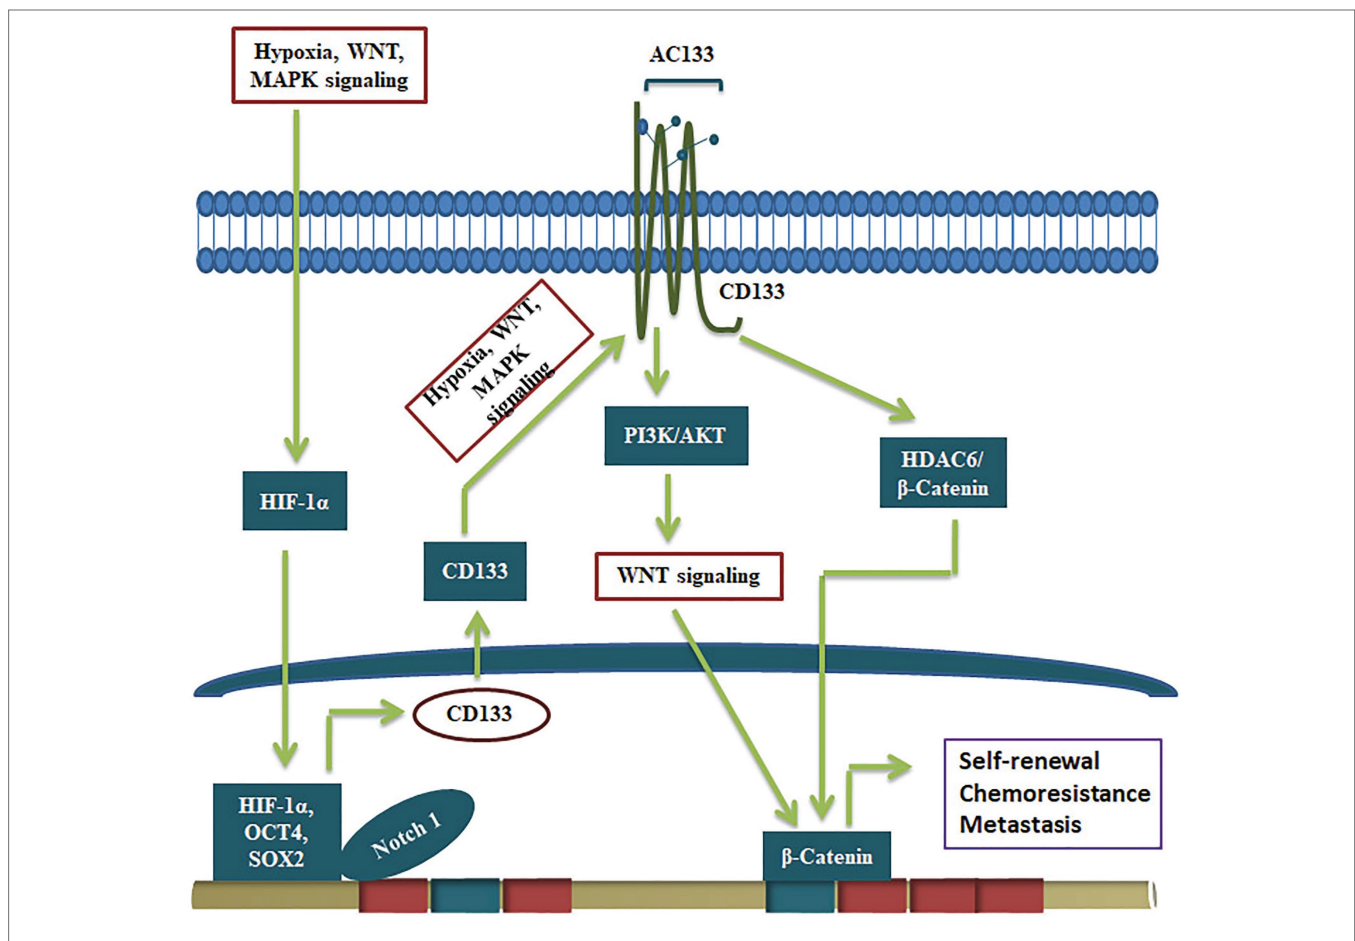 Hypoxia, WNT,
MAPK signaling
AC133
CD133
Hypoxia, WNT,
MAPK
signaling
PI3K/AKT
HDAC6/
β-Catenin
HIF-1α
CD133
WNT signaling
CD133
Self-renewal
Chemoresistance
Metastasis
HIF-1α,
OCT4,
SOX2
Notch 1
β-Catenin